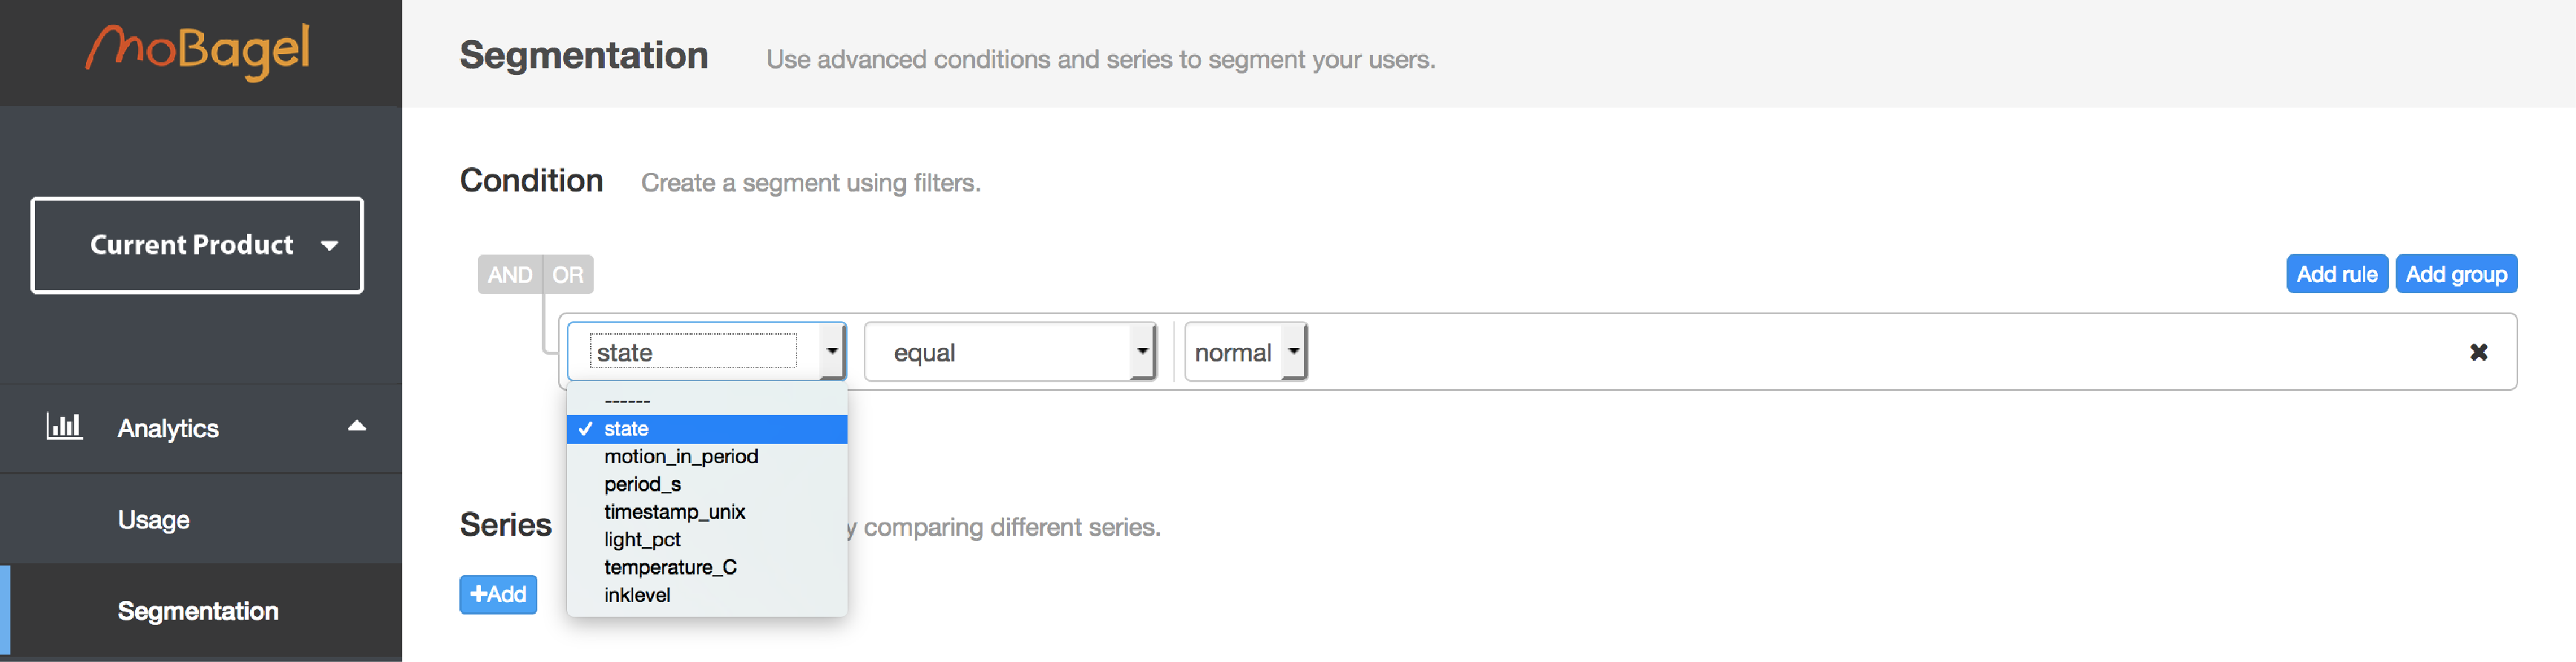 MoBagel
Current Product
Analytics
Usage
Segmentation
Segmentation Use advanced conditions and series to segment your users.
Condition Create a segment using filters.
AND OR
Add rule Add group
state equal normal
------
state
motion_in_period
period_s
timestamp_unix
light_pct
temperature_C
inklevel
Series y comparing different series.
+Add